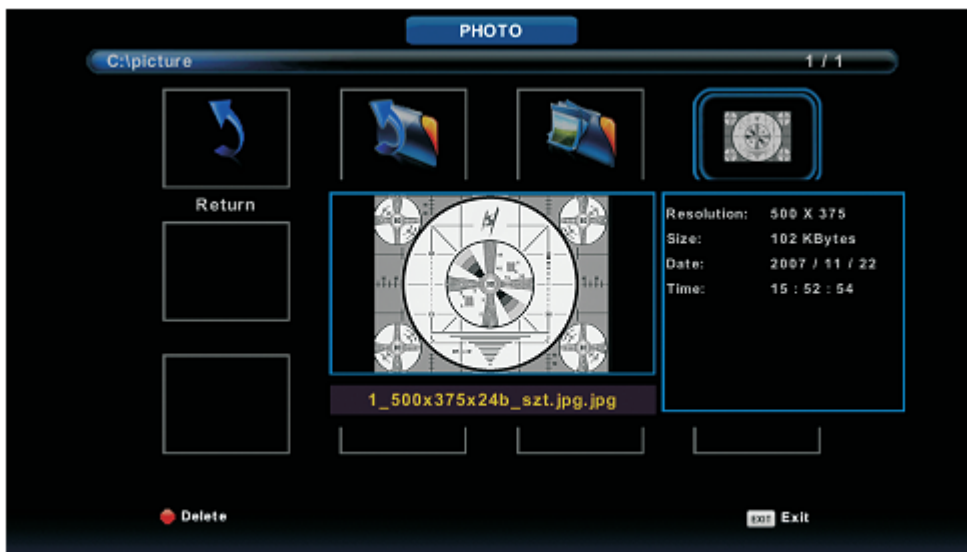 PHOTO
C:\picture 1 / 1
Return
Resolution: 500 X 375
Size: 102 KBytes
Date: 2007 / 11 / 22
Time: 15 : 52 : 54
1_500x375x24b_szt.jpg.jpg
Delete EXIT Exit